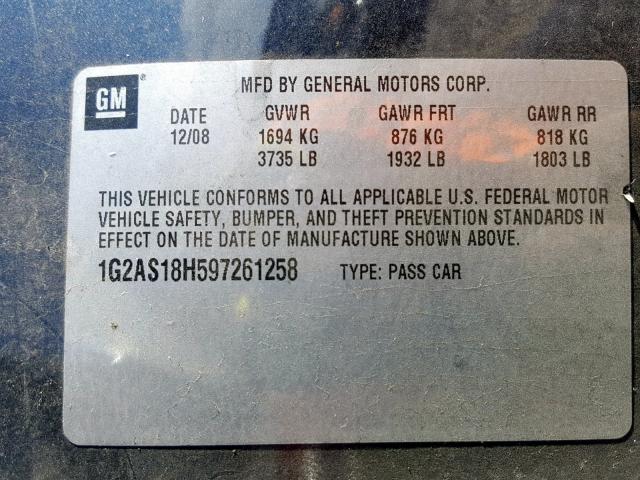 GM
MFD BY GENERAL MOTORS CORP.
DATE GVWR GAWR FRT GAWR RR
12/08 1694 KG 876 KG 818 KG
3735 LB 1932 LB 1803 LB
THIS VEHICLE CONFORMS TO ALL APPLICABLE U.S. FEDERAL MOTOR
VEHICLE SAFETY, BUMPER, AND THEFT PREVENTION STANDARDS IN
EFFECT ON THE DATE OF MANUFACTURE SHOWN ABOVE.
1G2AS18H597261258 TYPE: PASS CAR